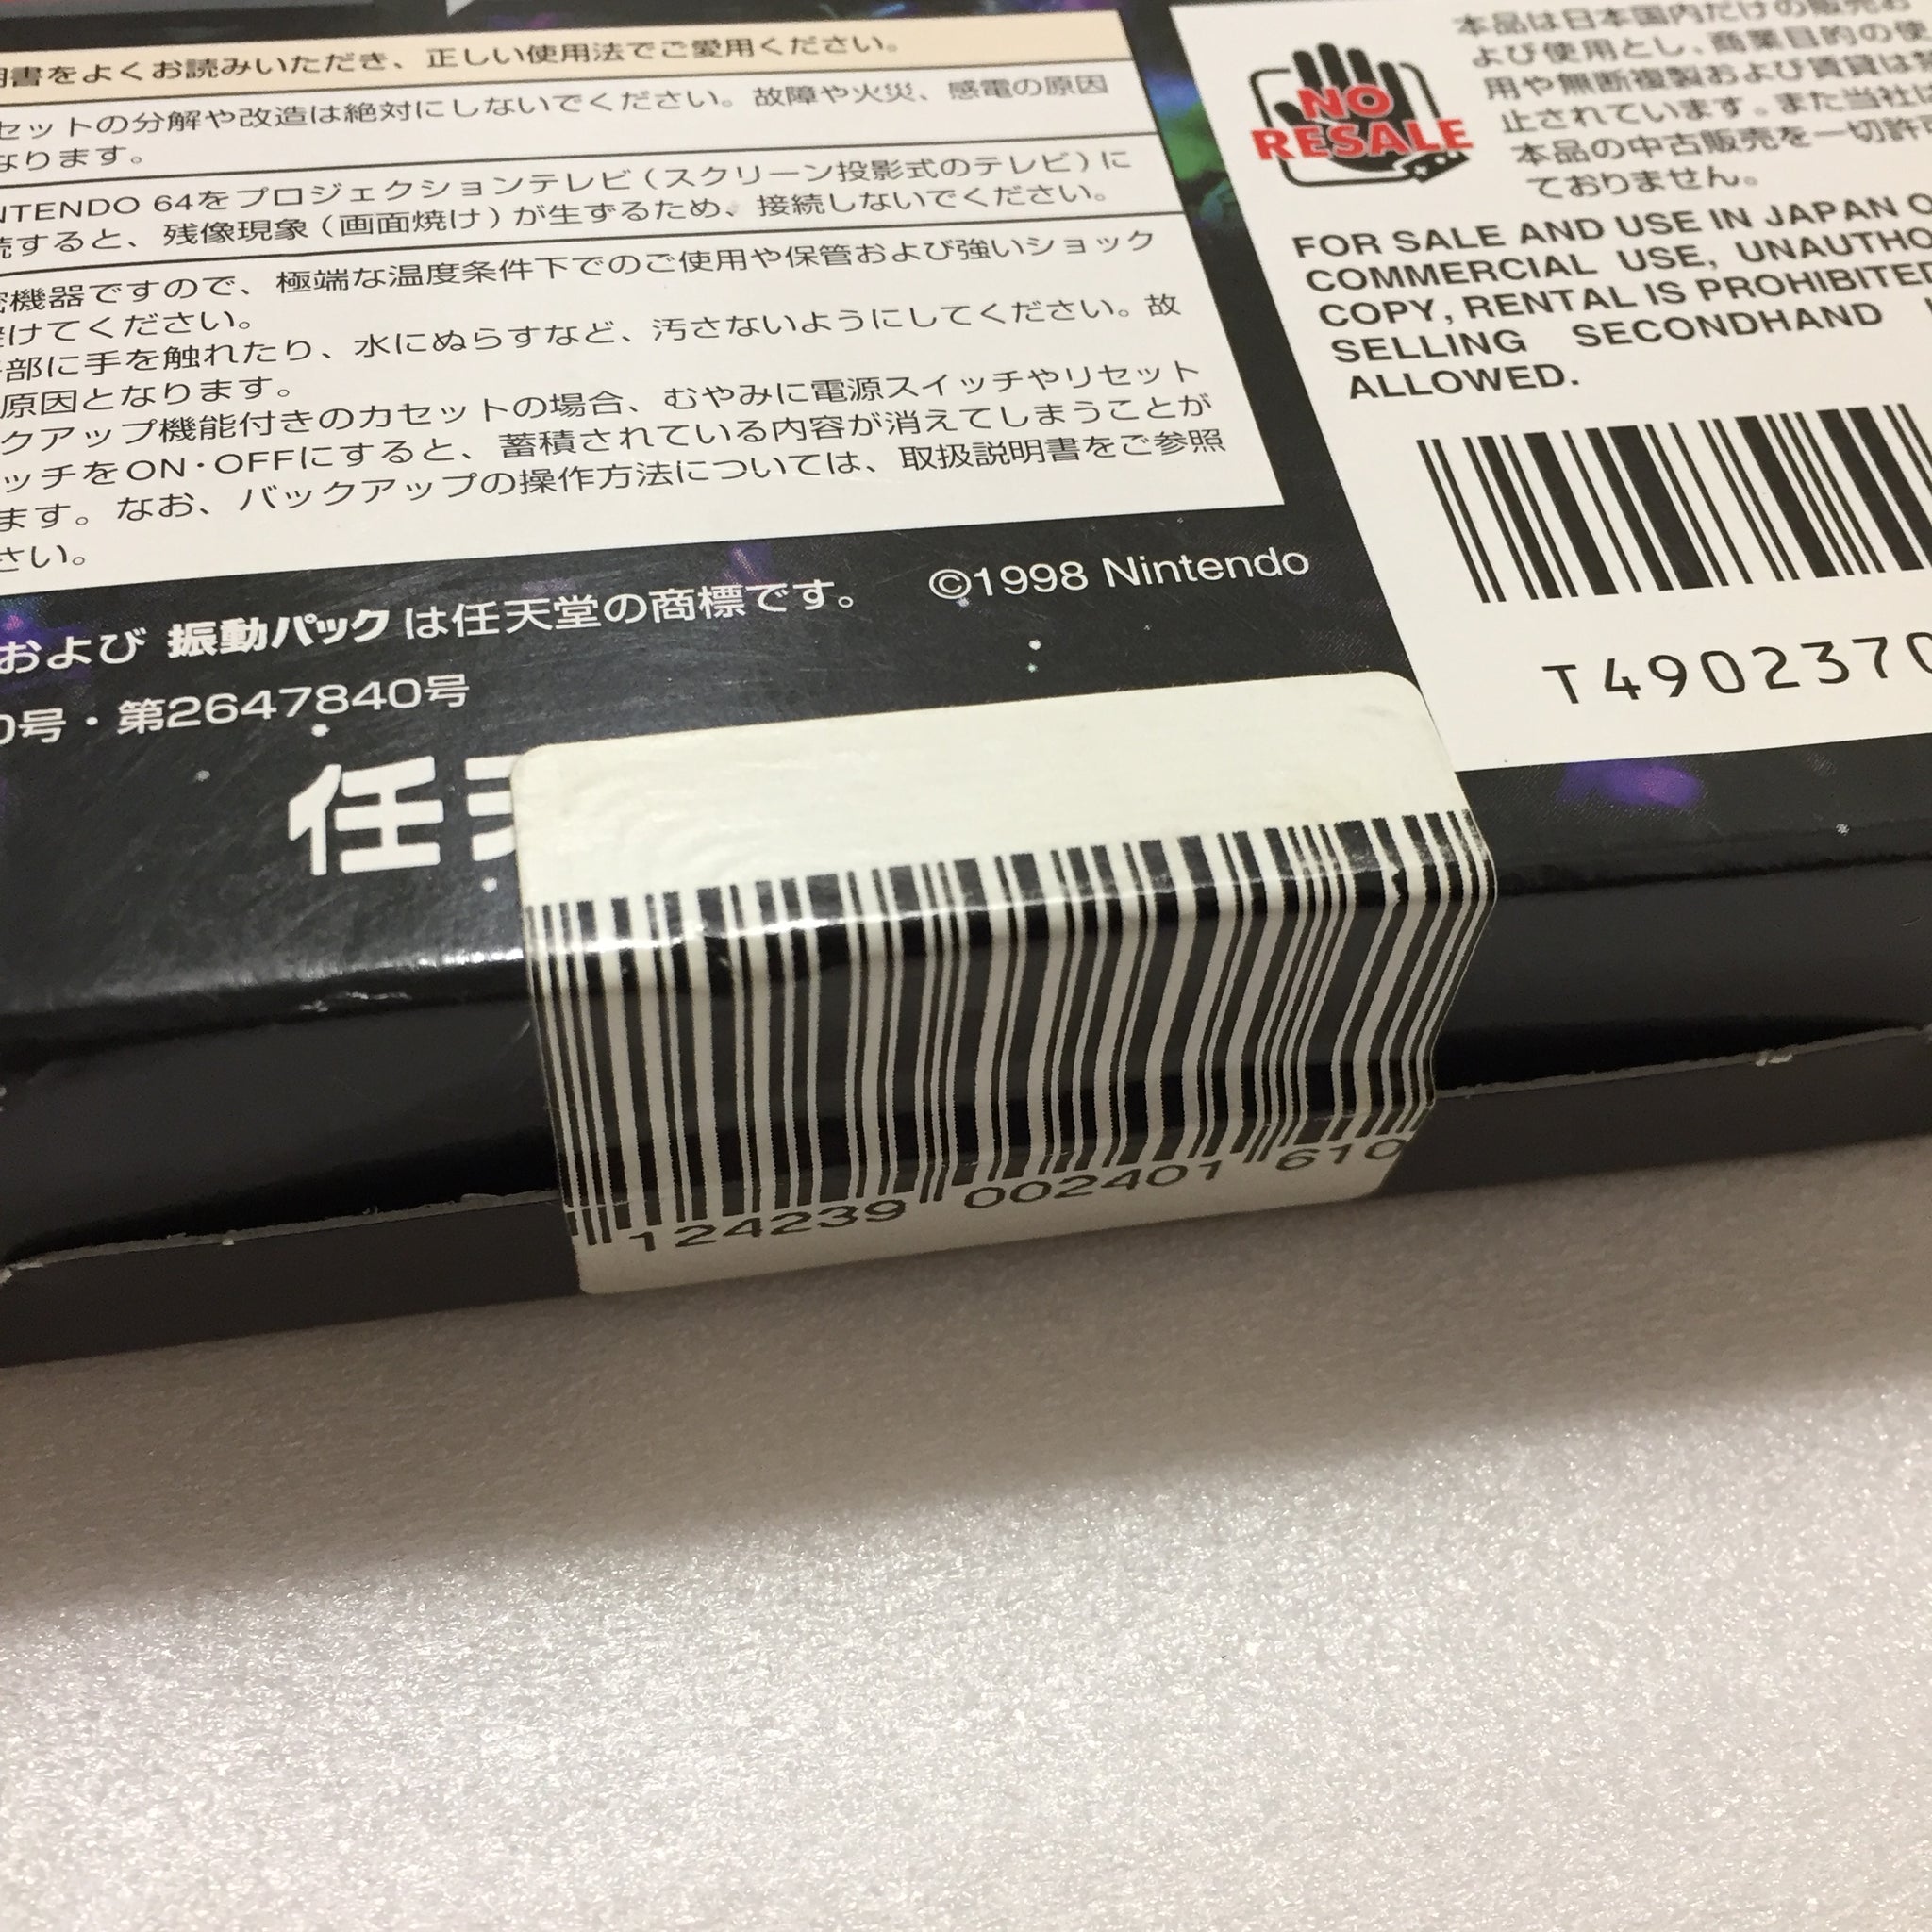 明書をよくお読みいただき、正しい使用法でご愛用ください。
セットの分解や改造は絶対にしないでください。故障や火災、感電の原因
なります。
NTENDO 64をプロジェクションテレビ(スクリーン投影式のテレビ)に
続すると、残像現象(画面焼け)が生ずるため、接続しないでください。
密機器ですので、極端な温度条件下でのご使用や保管および強いショック
避けてください。
子部に手を触れたり、水にぬらすなど、汚さないようにしてください。故
原因となります。
クアップ機能付きのカセットの場合、むやみに電源スイッチやリセット
ッチをON・OFFにすると、蓄積されている内容が消えてしまうことが
ます。なお、バックアップの操作方法については、取扱説明書をご参照
さい。
および 振動パック は任天堂の商標です。 ©1998 Nintendo
0号・第2647840号
任天
NO
RESALE
本品は日本国内だけの販売お
よび使用とし、商業目的の使
用や無断複製および賃貸は禁
止されています。また当社は
本品の中古販売を一切許可
ておりません。
FOR SALE AND USE IN JAPAN O
COMMERCIAL USE, UNAUTHO
COPY, RENTAL IS PROHIBITED
SELLING SECONDHAND
ALLOWED.
T4902370
124239 002401 610